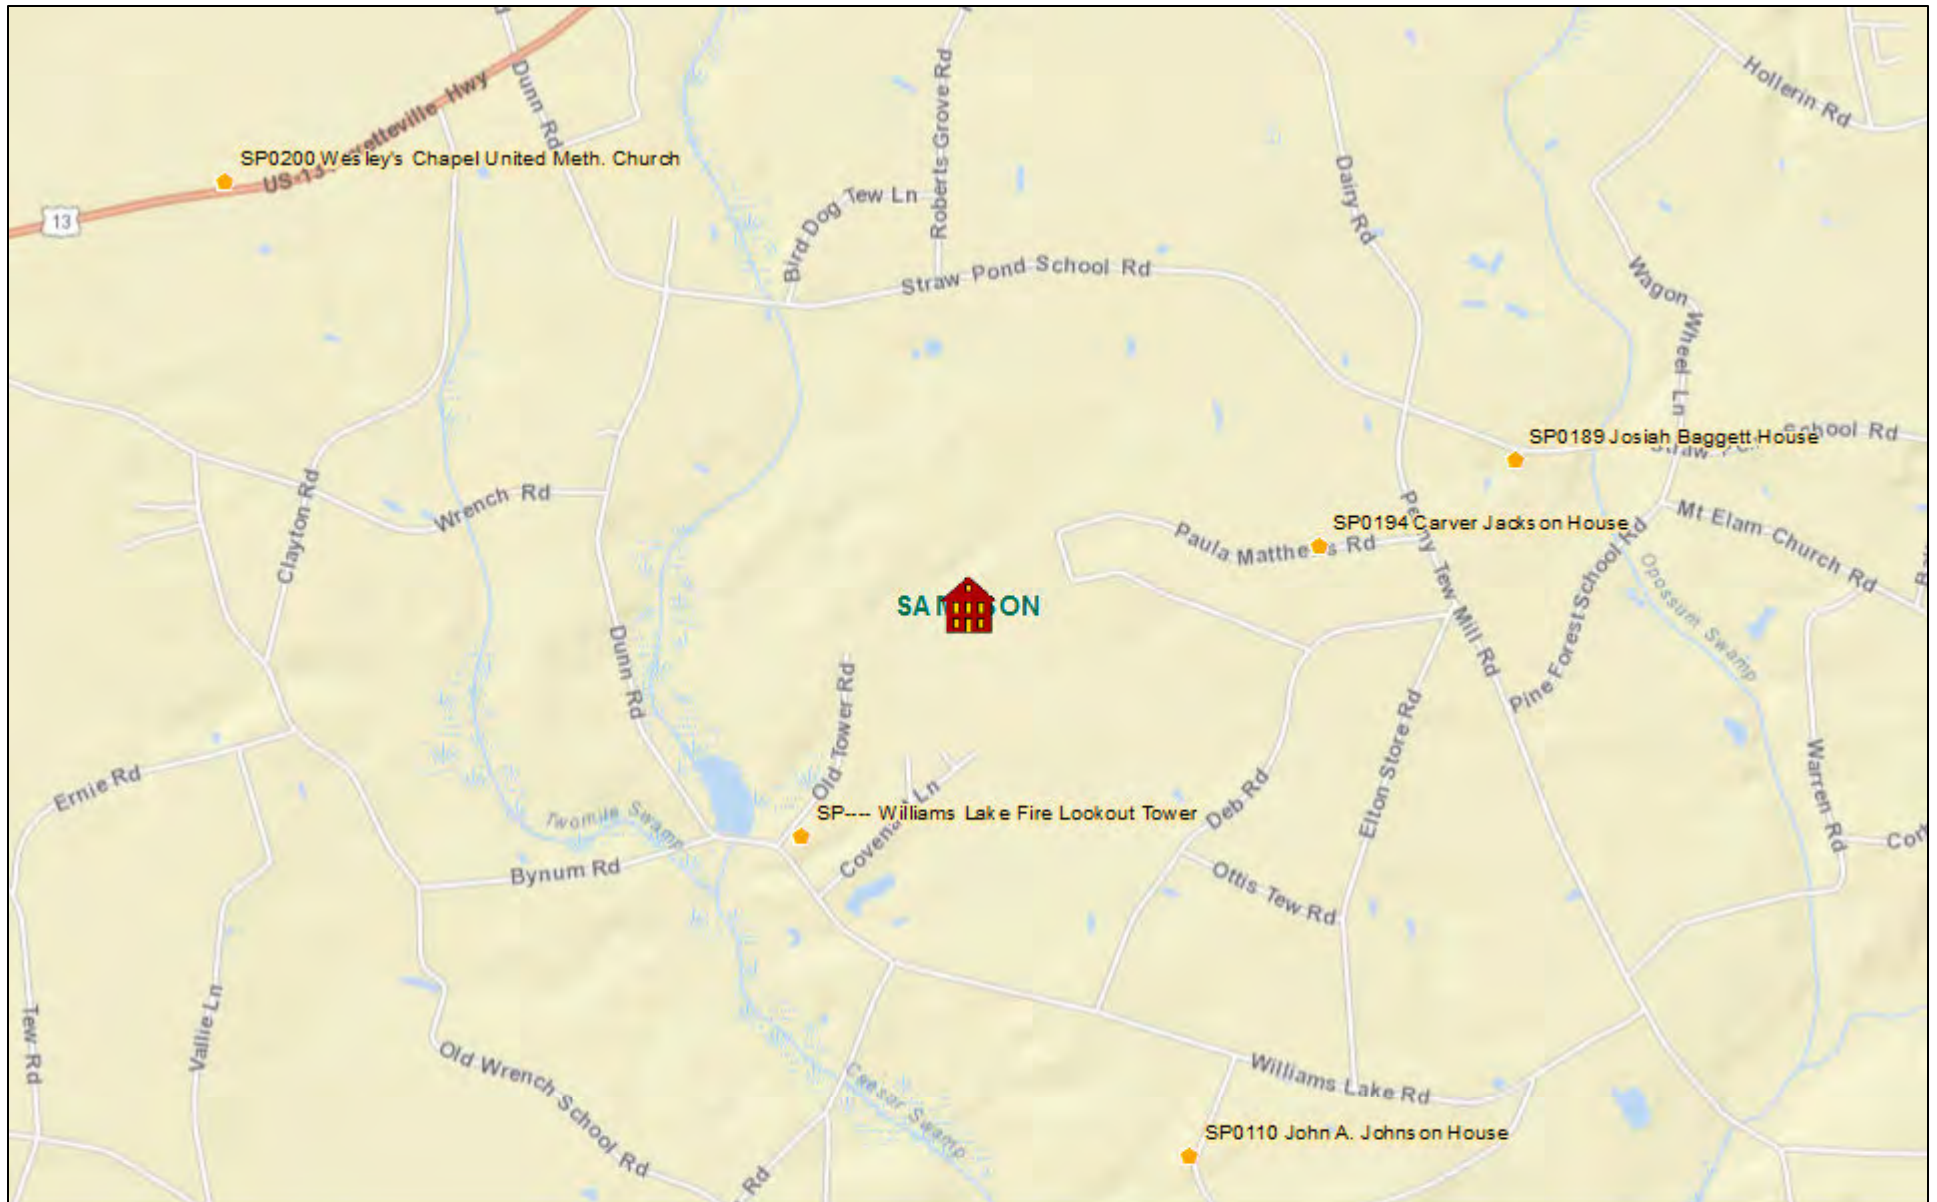 Dunn Rd
US-13
etteville Hwy
SP0200 Wesley's Chapel United Meth. Church
13
Roberts Grove Rd
Bird Dog Tew Ln
Straw Pond School Rd
Dairy Rd
Hollerin Rd
Wagon Wheel Ln
SP0189 Josiah Baggett House
School Rd
Straw
Clayton Rd
Wrench Rd
SP0194 Carver Jackson House
Paula Matthe s Rd
Tew Mill Rd
Pine Forest School Rd
Mt Elam Church Rd
Opossum Swamp
SAM SON
Dunn Rd
Old Tower Rd
Ernie Rd
Twomile Swamp
SP---- Williams Lake Fire Lookout Tower
Ln
Bynum Rd
Deb Rd
Elton Store Rd
Ottis Tew Rd
Warren Rd
Tew Rd
Vallie Ln
Old Wrench School Rd
Caesar Swamp
Williams Lake Rd
SP0110 John A. Johnson House
Rd